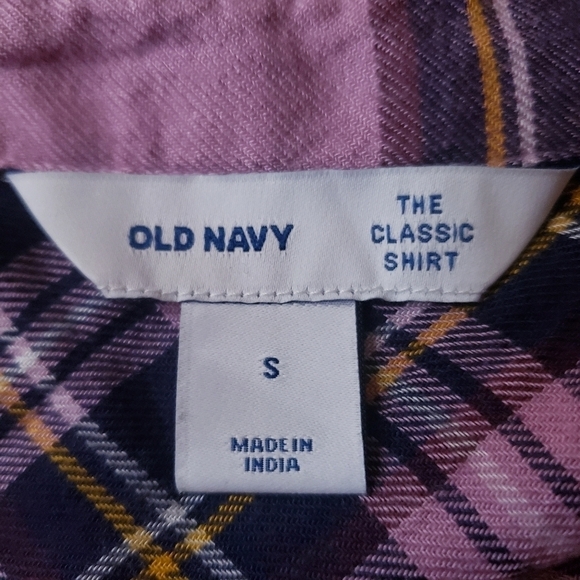 OLD NAVY
THE
CLASSIC
SHIRT
S
MADE IN
INDIA